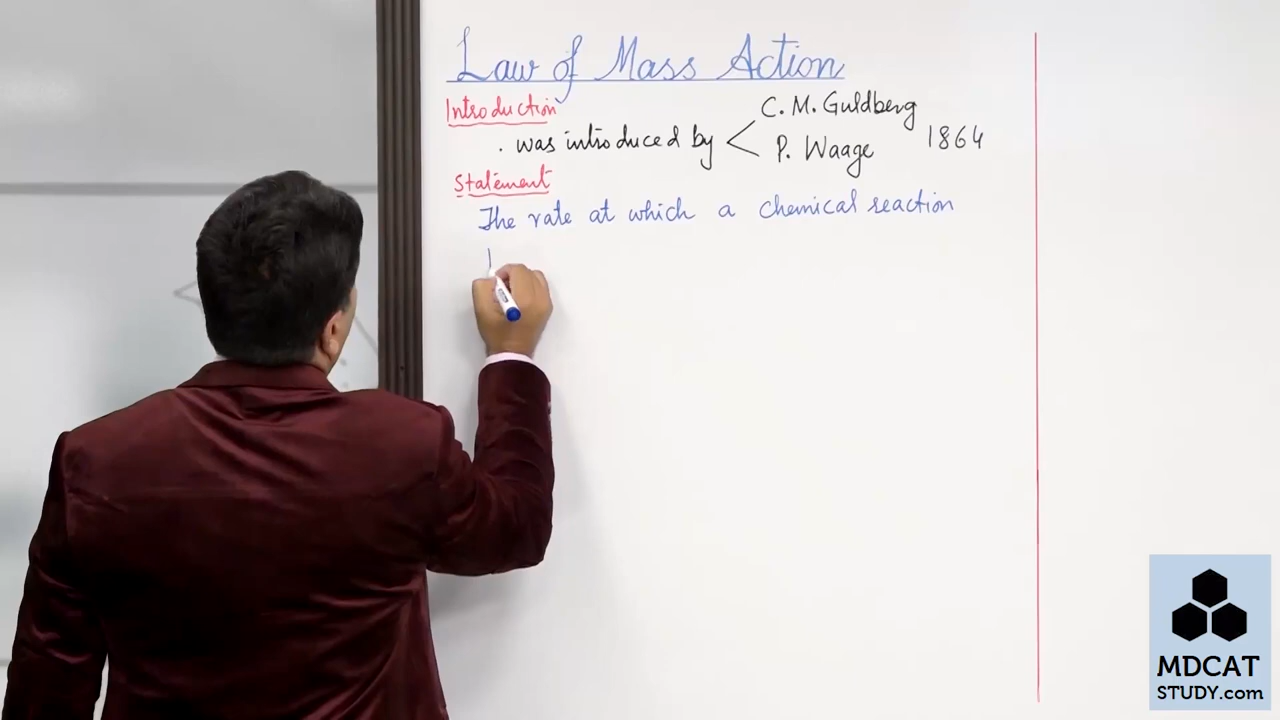 Law of Mass Action
Introduction
. was introduced by < C. M. Guldberg
P. Waage 1864
Statement
The rate at which a chemical reaction
MDCAT
STUDY.com